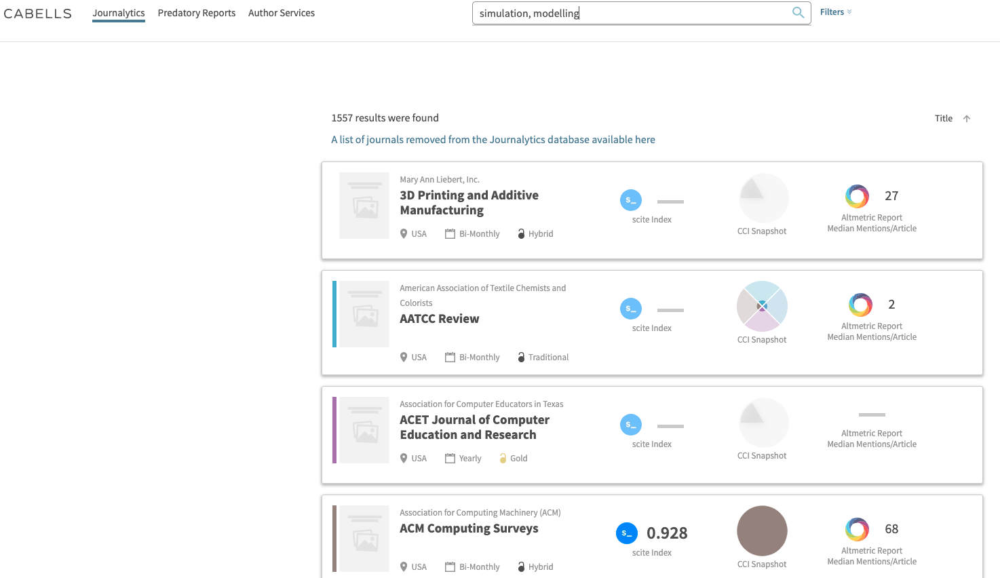 CABELLS Journalytics Predatory Reports Author Services simulation, modelling Filters
1557 results were found Title
A list of journals removed from the Journalytics database available here
Mary Ann Liebert, Inc.
3D Printing and Additive
Manufacturing
USA Bi-Monthly Hybrid
s_
scite Index
CCI Snapshot
27
Altmetric Report
Median Mentions/Article
American Association of Textile Chemists and
Colorists
AATCC Review
USA Bi-Monthly Traditional
s_
scite Index
CCI Snapshot
2
Altmetric Report
Median Mentions/Article
Association for Computer Educators in Texas
ACET Journal of Computer
Education and Research
USA Yearly Gold
s_
scite Index
CCI Snapshot
Altmetric Report
Median Mentions/Article
Association for Computing Machinery (ACM)
ACM Computing Surveys
USA Bi-Monthly Hybrid
s_ 0.928
scite Index
CCI Snapshot
68
Altmetric Report
Median Mentions/Article